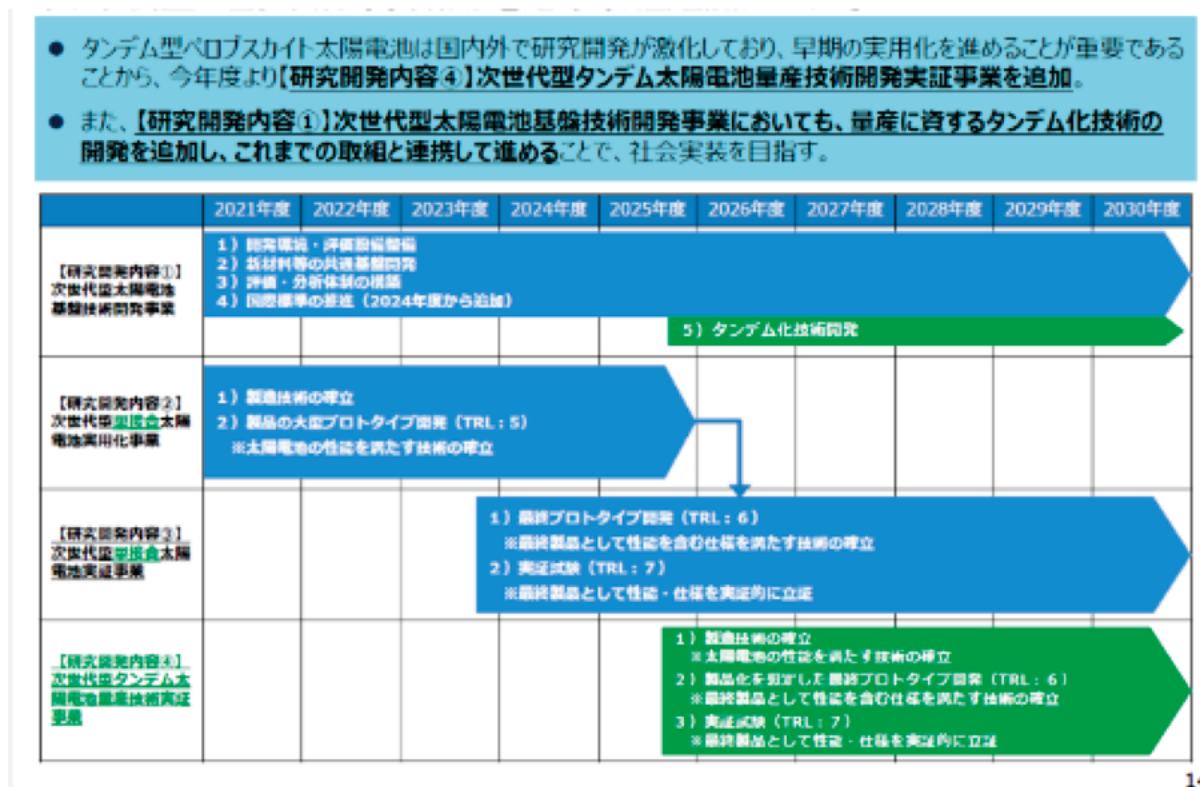 ● タンデム型ペロブスカイト太陽電池は国内外で研究開発が激化しており、早期の実用化を進めることが重要である
ことから、今年度より【研究開発内容④】次世代型タンデム太陽電池量産技術開発実証事業を追加。
● また、【研究開発内容①】次世代型太陽電池基盤技術開発事業においても、量産に資するタンデム化技術の
開発を追加し、これまでの取組と連携して進めることで、社会実装を目指す。
2021年度 2022年度 2023年度 2024年度 2025年度 2026年度 2027年度 2028年度 2029年度 2030年度
【研究開発内容①】
次世代型太陽電池
基盤技術開発事業
1）開発環境・評価設備整備
2）新材料等の共通基盤開発
3）評価・分析体制の構築
4）国際標準の推進（2024年度から追加）
5）タンデム化技術開発
【研究開発内容②】
次世代型単接合太陽
電池実用化事業
1）製造技術の確立
2）製品の大型プロトタイプ開発（TRL：5）
※太陽電池の性能を満たす技術の確立
【研究開発内容③】
次世代型単接合太陽
電池実証事業
1）最終プロトタイプ開発（TRL：6）
※最終製品として性能を含む仕様を満たす技術の確立
2）実証試験（TRL：7）
※最終製品として性能・仕様を実証的に立証
【研究開発内容④】
次世代型タンデム太
陽電池量産技術実証
事業
1）製造技術の確立
※太陽電池の性能を満たす技術の確立
2）製品化を想定した最終プロトタイプ開発（TRL：6）
※最終製品として性能を含む仕様を満たす技術の確立
3）実証試験（TRL：7）
※最終製品として性能・仕様を実証的に立証